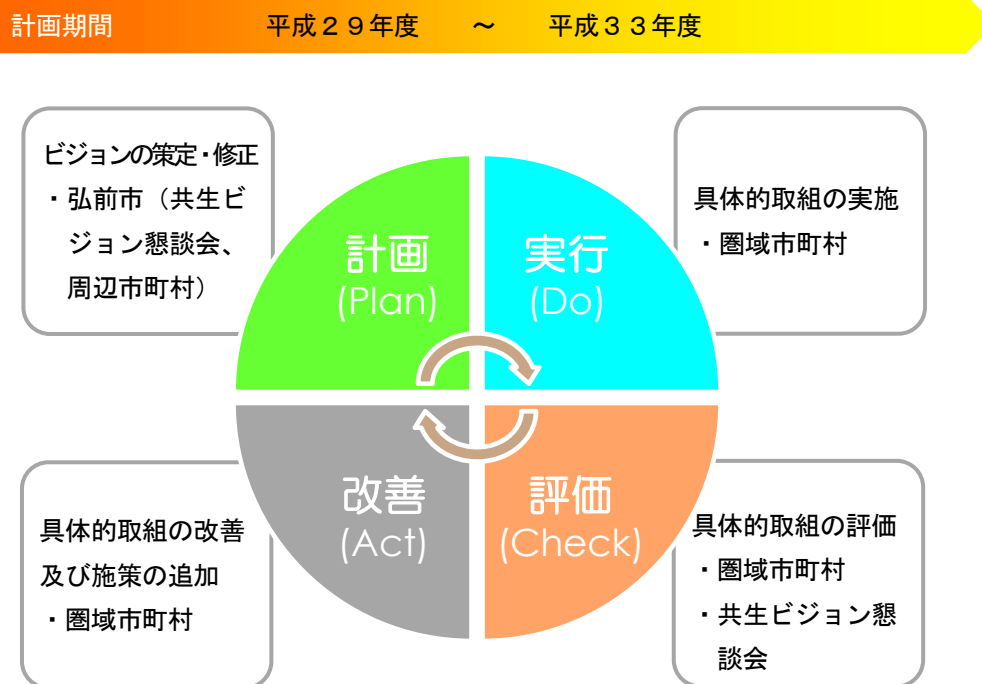 計画期間　平成２９年度　～　平成３３年度
ビジョンの策定・修正
・弘前市（共生ビ
ジョン懇談会、
周辺市町村）
計画
(Plan)
実行
(Do)
具体的取組の実施
・圏域市町村
具体的取組の改善
及び施策の追加
・圏域市町村
改善
(Act)
評価
(Check)
具体的取組の評価
・圏域市町村
・共生ビジョン懇
談会